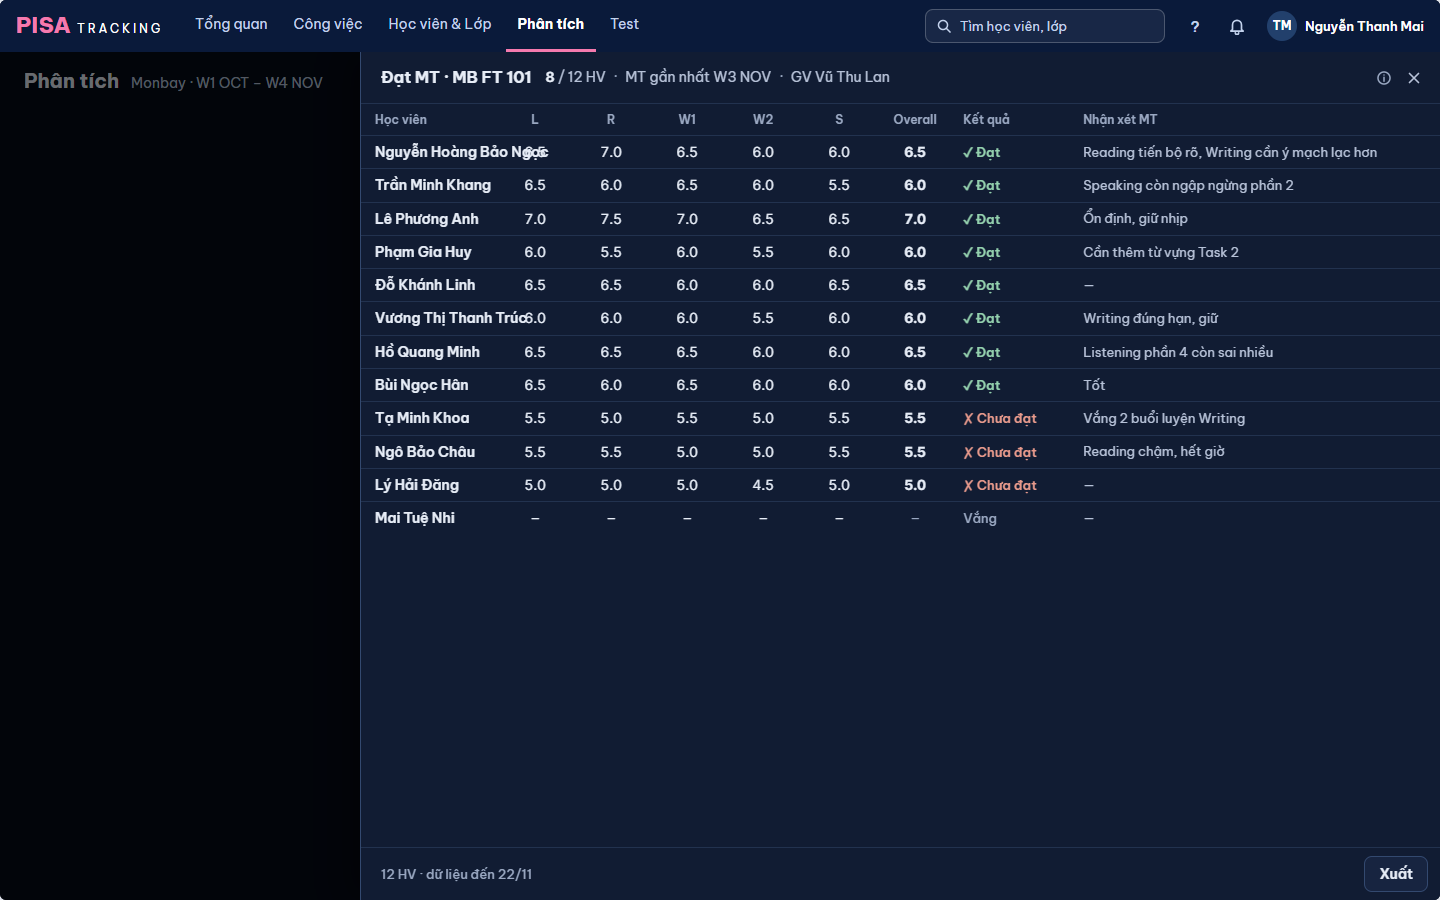 PISA TRACKING Tổng quan Công việc Học viên & Lớp Phân tích Test Tìm học viên, lớp ? TM Nguyễn Thanh Mai
Phân tích Monbay · W1 OCT – W4 NOV
Đạt MT · MB FT 101 8 / 12 HV · MT gần nhất W3 NOV · GV Vũ Thu Lan
Học viên L R W1 W2 S Overall Kết quả Nhận xét MT
Nguyễn Hoàng Bảo Ngọc 6.5 7.0 6.5 6.0 6.0 6.5 ✓ Đạt Reading tiến bộ rõ, Writing cần ý mạch lạc hơn
Trần Minh Khang 6.5 6.0 6.5 6.0 5.5 6.0 ✓ Đạt Speaking còn ngập ngừng phần 2
Lê Phương Anh 7.0 7.5 7.0 6.5 6.5 7.0 ✓ Đạt Ổn định, giữ nhịp
Phạm Gia Huy 6.0 5.5 6.0 5.5 6.0 6.0 ✓ Đạt Cần thêm từ vựng Task 2
Đỗ Khánh Linh 6.5 6.5 6.0 6.0 6.5 6.5 ✓ Đạt –
Vương Thị Thanh Trúc 6.0 6.0 6.0 5.5 6.0 6.0 ✓ Đạt Writing đúng hạn, giữ
Hồ Quang Minh 6.5 6.5 6.5 6.0 6.0 6.5 ✓ Đạt Listening phần 4 còn sai nhiều
Bùi Ngọc Hân 6.5 6.0 6.5 6.0 6.0 6.0 ✓ Đạt Tốt
Tạ Minh Khoa 5.5 5.0 5.5 5.0 5.5 5.5 ✗ Chưa đạt Vắng 2 buổi luyện Writing
Ngô Bảo Châu 5.5 5.5 5.0 5.0 5.5 5.5 ✗ Chưa đạt Reading chậm, hết giờ
Lý Hải Đăng 5.0 5.0 5.0 4.5 5.0 5.0 ✗ Chưa đạt –
Mai Tuệ Nhi – – – – – – Vắng –
12 HV · dữ liệu đến 22/11 Xuất